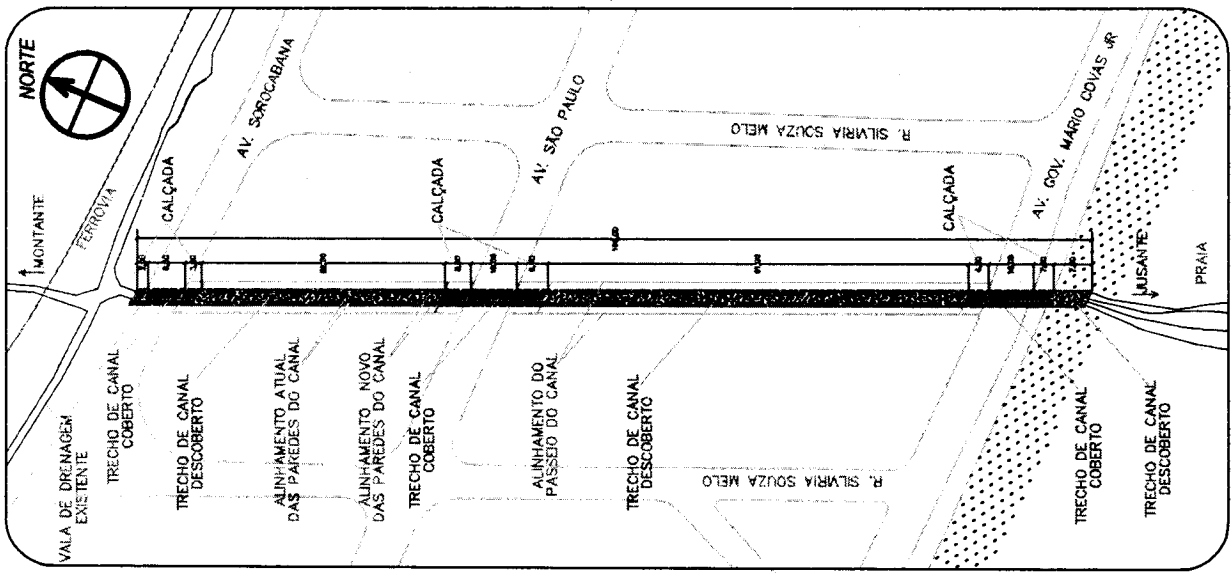 NORTE
MONTANTE
FERROVIA
AV. SOROCABANA
CALÇADA
AV. SÃO PAULO
CALÇADA
R. SILVIRIA SOUZA MELO
CALÇADA
AV. GOV. MÁRIO COVAS JR
JUSANTE
PRAIA
VALA DE DRENAGEM
EXISTENTE
TRECHO DE CANAL
COBERTO
TRECHO DE CANAL
DESCOBERTO
ALINHAMENTO ATUAL
DAS PAREDES DO CANAL
ALINHAMENTO NOVO
DAS PAREDES DO CANAL
TRECHO DE CANAL
COBERTO
ALINHAMENTO DO
PASSEIO DO CANAL
TRECHO DE CANAL
DESCOBERTO
R. SILVIRIA SOUZA MELO
TRECHO DE CANAL
COBERTO
TRECHO DE CANAL
DESCOBERTO